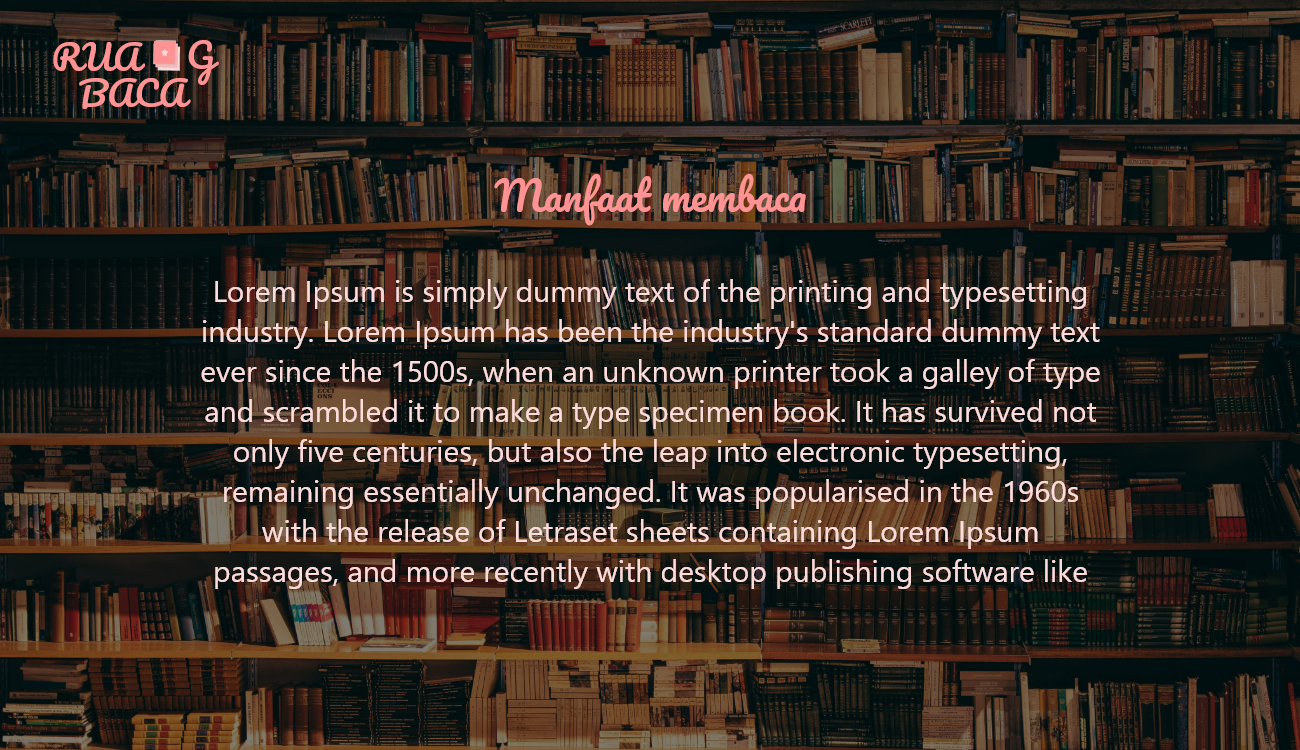 RUA G
BACA
Manfaat membaca
Lorem Ipsum is simply dummy text of the printing and typesetting
industry. Lorem Ipsum has been the industry's standard dummy text
ever since the 1500s, when an unknown printer took a galley of type
and scrambled it to make a type specimen book. It has survived not
only five centuries, but also the leap into electronic typesetting,
remaining essentially unchanged. It was popularised in the 1960s
with the release of Letraset sheets containing Lorem Ipsum
passages, and more recently with desktop publishing software like